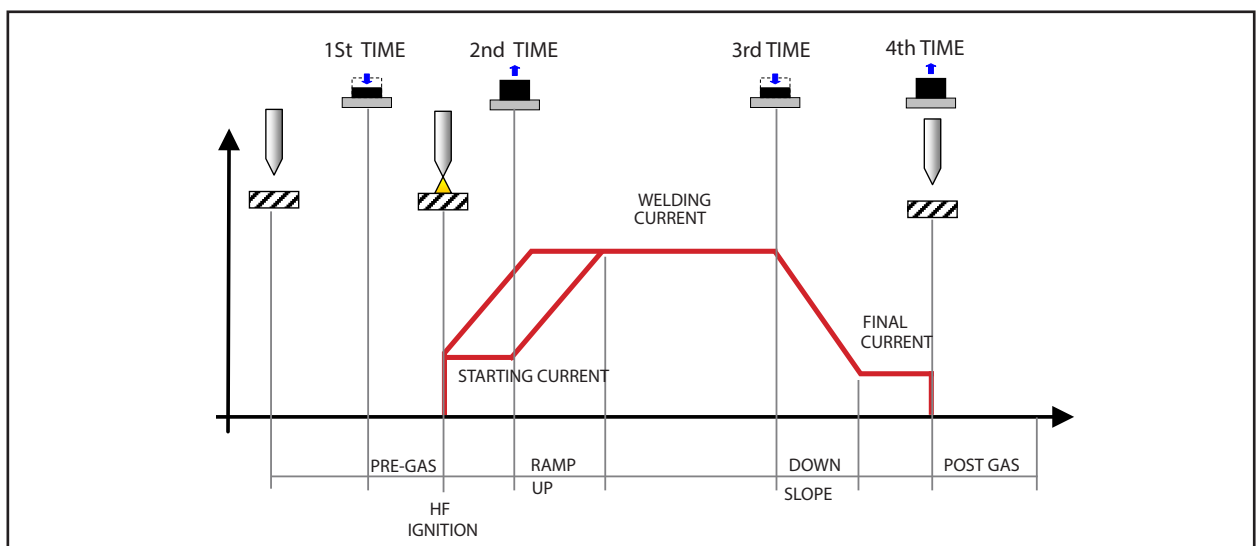 1St TIME
2nd TIME
3rd TIME
4th TIME
WELDING
CURRENT
FINAL
CURRENT
STARTING CURRENT
PRE-GAS
RAMP
UP
DOWN
SLOPE
POST GAS
HF
IGNITION